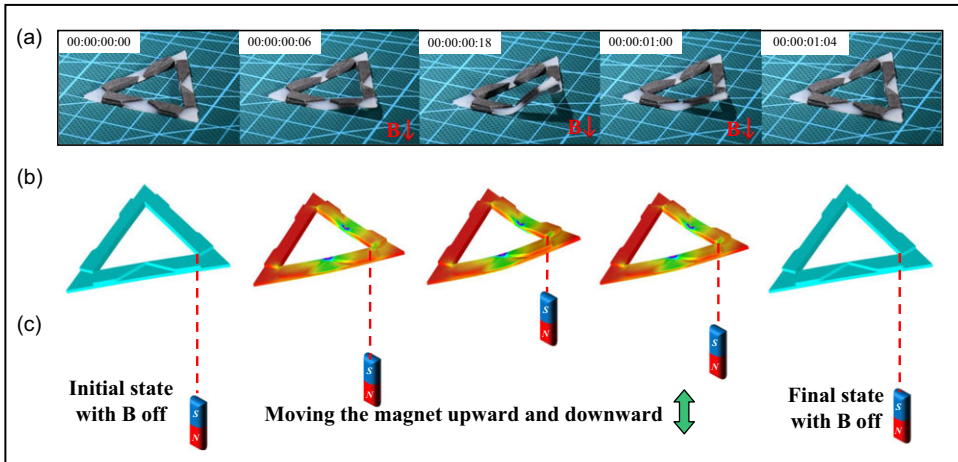 (a)
00:00:00:00
00:00:00:06
00:00:00:18
00:00:01:00
00:00:01:04
B↓
B↓
B↓
(b)
(c)
S
N
S
N
S
N
S
N
S
N
Initial state
with B off
Moving the magnet upward and downward
Final state
with B off